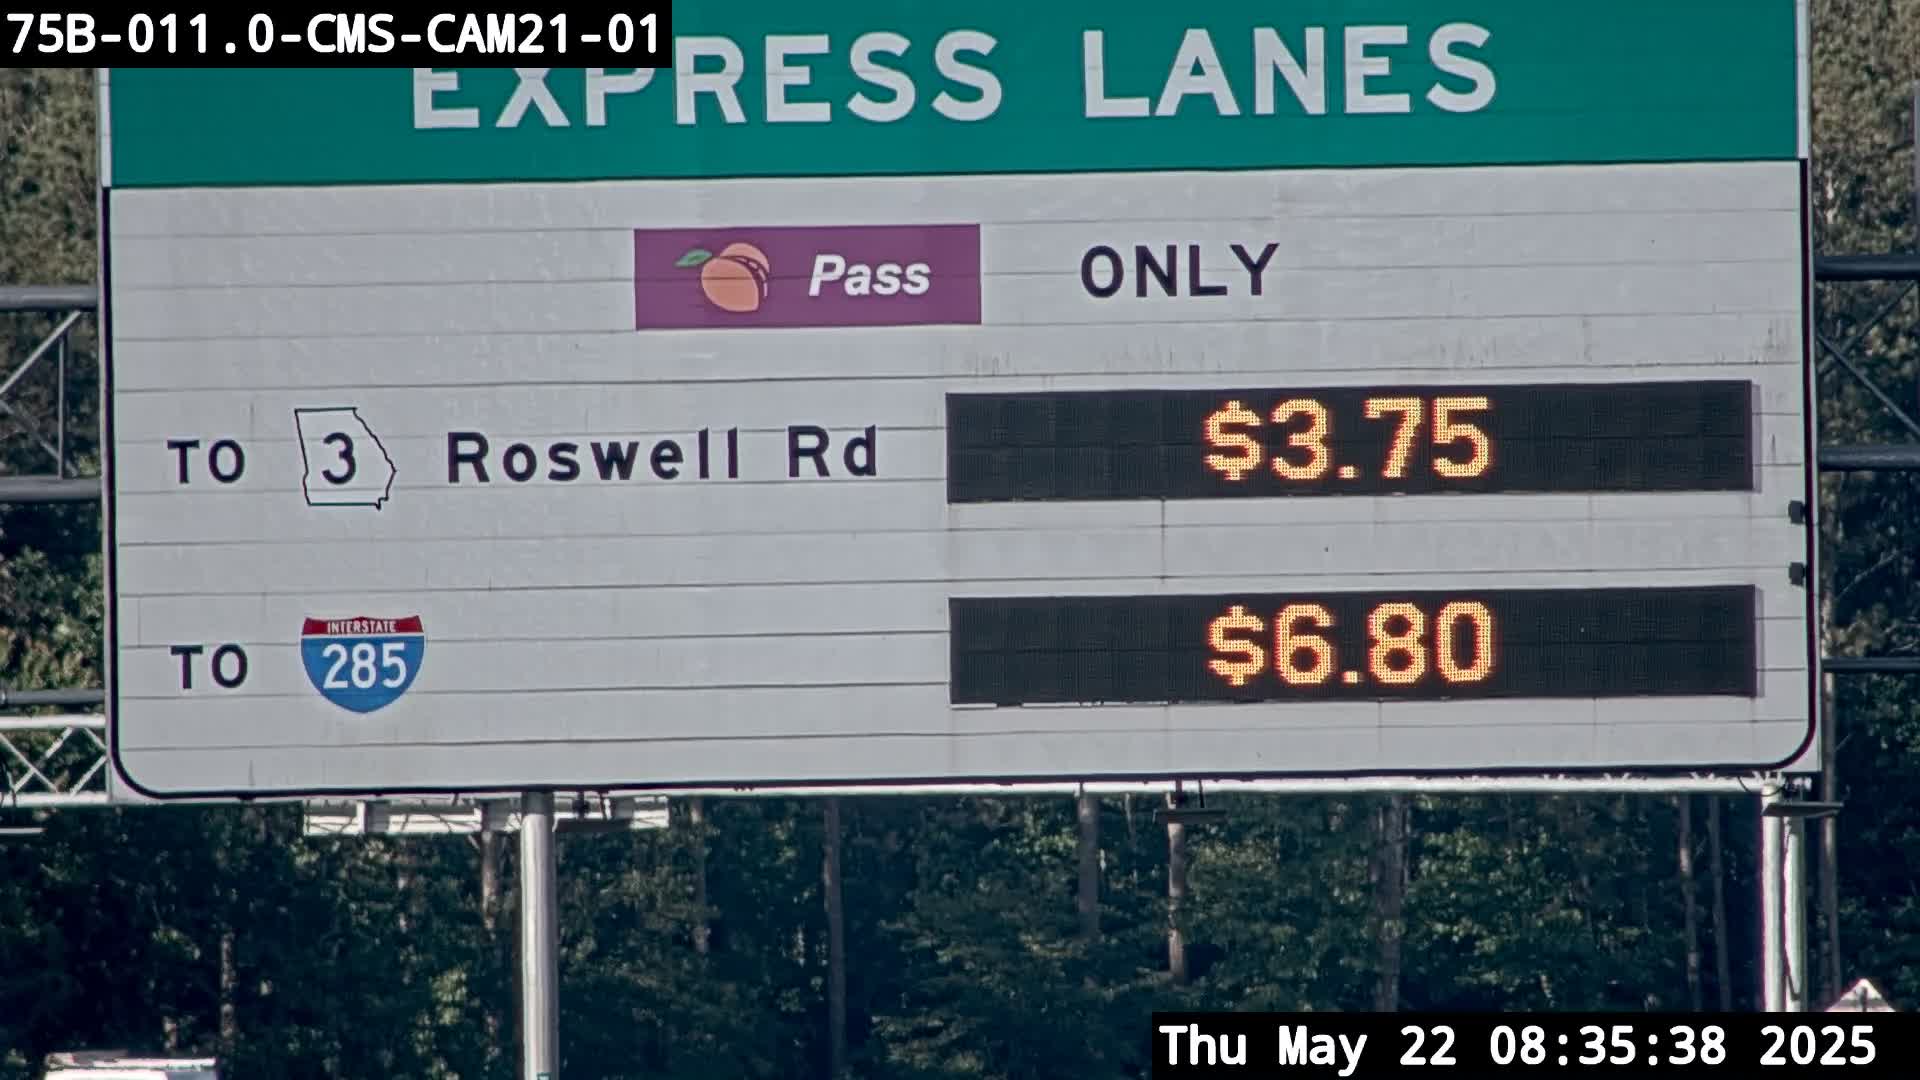 75B-011.0-CMS-CAM21-01
EXPRESS LANES
Pass ONLY
TO 3 Roswell Rd $3.75
INTERSTATE
TO 285 $6.80
Thu May 22 08:35:38 2025